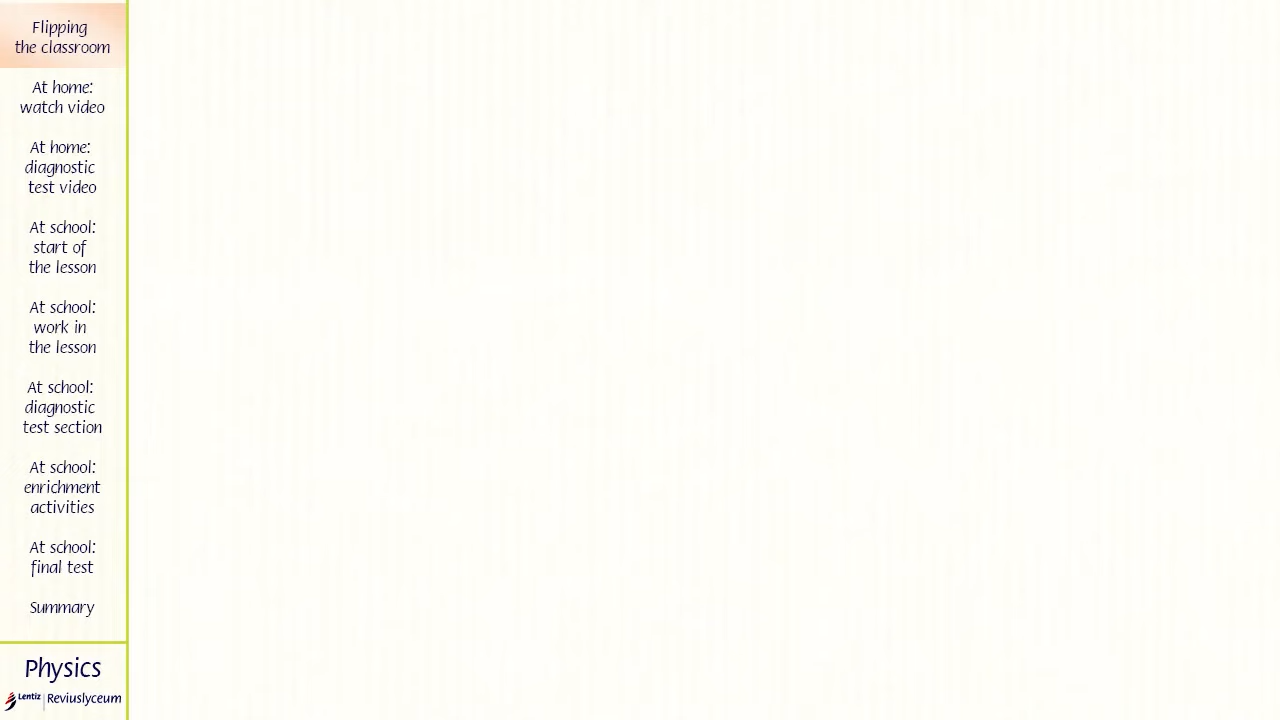 Flipping
the classroom
At home:
watch video
At home:
diagnostic
test video
At school:
start of
the lesson
At school:
work in
the lesson
At school:
diagnostic
test section
At school:
enrichment
activities
At school:
final test
Summary
Physics
Lentiz Reviuslyceum